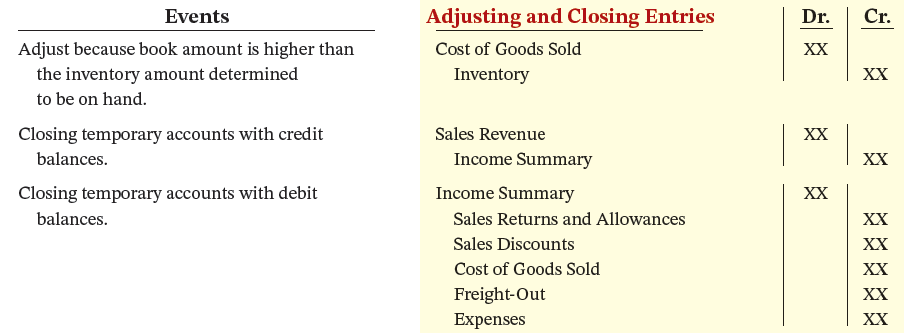 Events Adjusting and Closing Entries Dr. Cr.
Adjust because book amount is higher than Cost of Goods Sold XX
the inventory amount determined Inventory XX
to be on hand.
Closing temporary accounts with credit Sales Revenue XX
balances. Income Summary XX
Closing temporary accounts with debit Income Summary XX
balances. Sales Returns and Allowances XX
Sales Discounts XX
Cost of Goods Sold XX
Freight-Out XX
Expenses XX